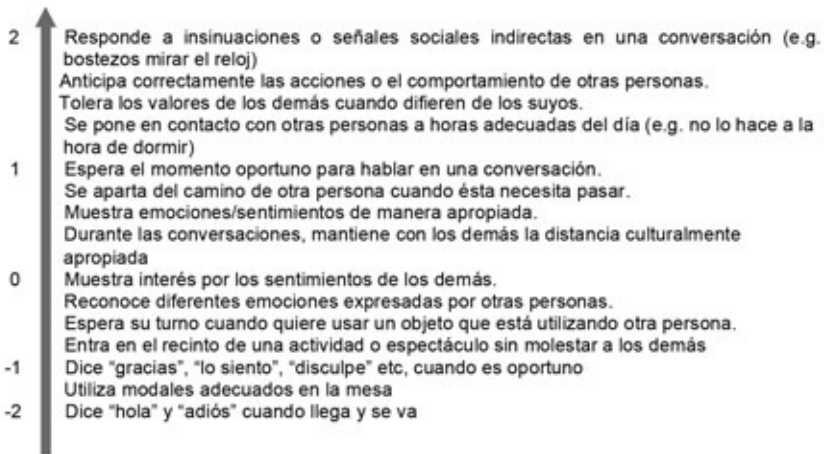 2 Responde a insinuaciones o señales sociales indirectas en una conversación (e.g.
bostezos mirar el reloj)
Anticipa correctamente las acciones o el comportamiento de otras personas.
Tolera los valores de los demás cuando difieren de los suyos.
Se pone en contacto con otras personas a horas adecuadas del día (e.g. no lo hace a la
hora de dormir)
1 Espera el momento oportuno para hablar en una conversación.
Se aparta del camino de otra persona cuando ésta necesita pasar.
Muestra emociones/sentimientos de manera apropiada.
Durante las conversaciones, mantiene con los demás la distancia culturalmente
apropiada
0 Muestra interés por los sentimientos de los demás.
Reconoce diferentes emociones expresadas por otras personas.
Espera su turno cuando quiere usar un objeto que está utilizando otra persona.
Entra en el recinto de una actividad o espectáculo sin molestar a los demás
-1 Dice “gracias”, “lo siento”, “disculpe” etc, cuando es oportuno
Utiliza modales adecuados en la mesa
-2 Dice “hola” y “adiós” cuando llega y se va